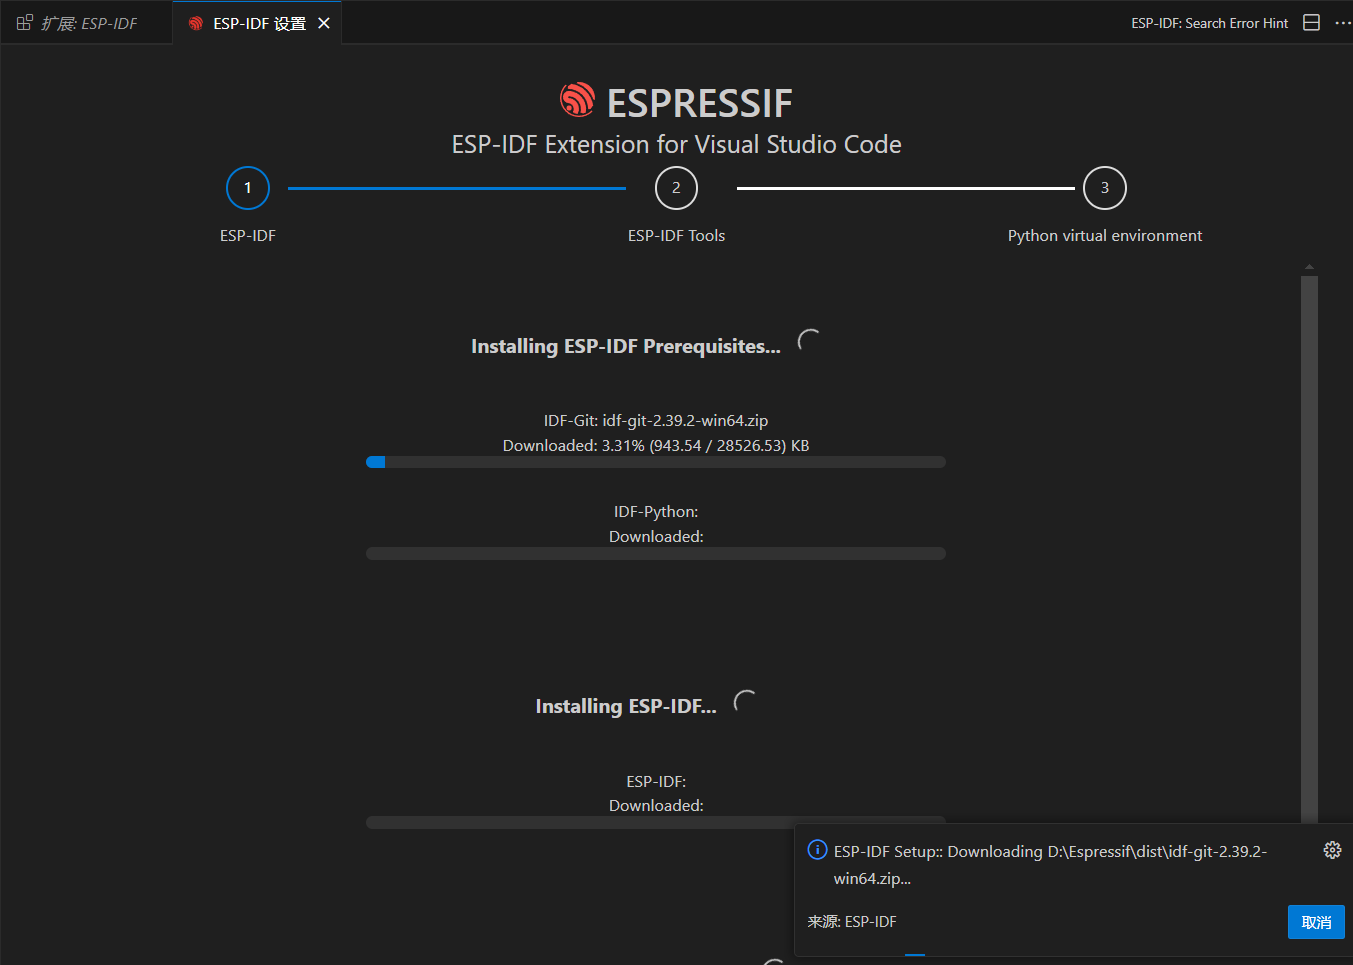 扩展: ESP-IDF
ESP-IDF 设置
ESP-IDF: Search Error Hint
ESPRESSIF
ESP-IDF Extension for Visual Studio Code
1
2
3
ESP-IDF
ESP-IDF Tools
Python virtual environment
Installing ESP-IDF Prerequisites...
IDF-Git: idf-git-2.39.2-win64.zip
Downloaded: 3.31% (943.54 / 28526.53) KB
IDF-Python:
Downloaded:
Installing ESP-IDF...
ESP-IDF:
Downloaded:
ESP-IDF Setup:: Downloading D:\Espressif\dist\idf-git-2.39.2-
win64.zip...
来源: ESP-IDF
取消